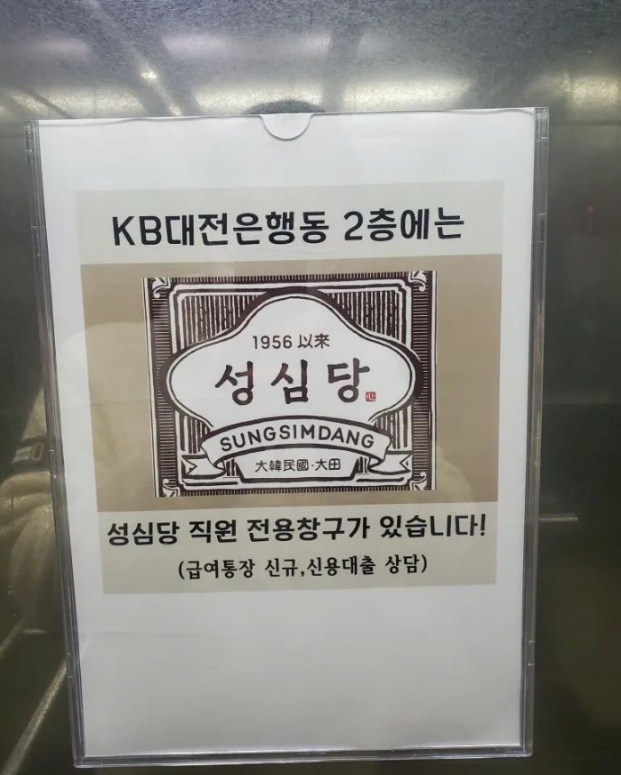 KB대전은행동 2층에는
1956 以來
성심당
SUNGSIMDANG
大韓民國·大田
성심당 직원 전용창구가 있습니다!
(급여통장 신규,신용대출 상담)